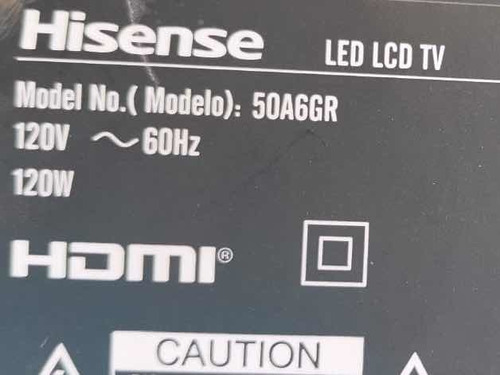 Hisense LED LCD TV
Model No.( Modelo): 50A6GR
120V ～60Hz
120W
HDMI®
CAUTION